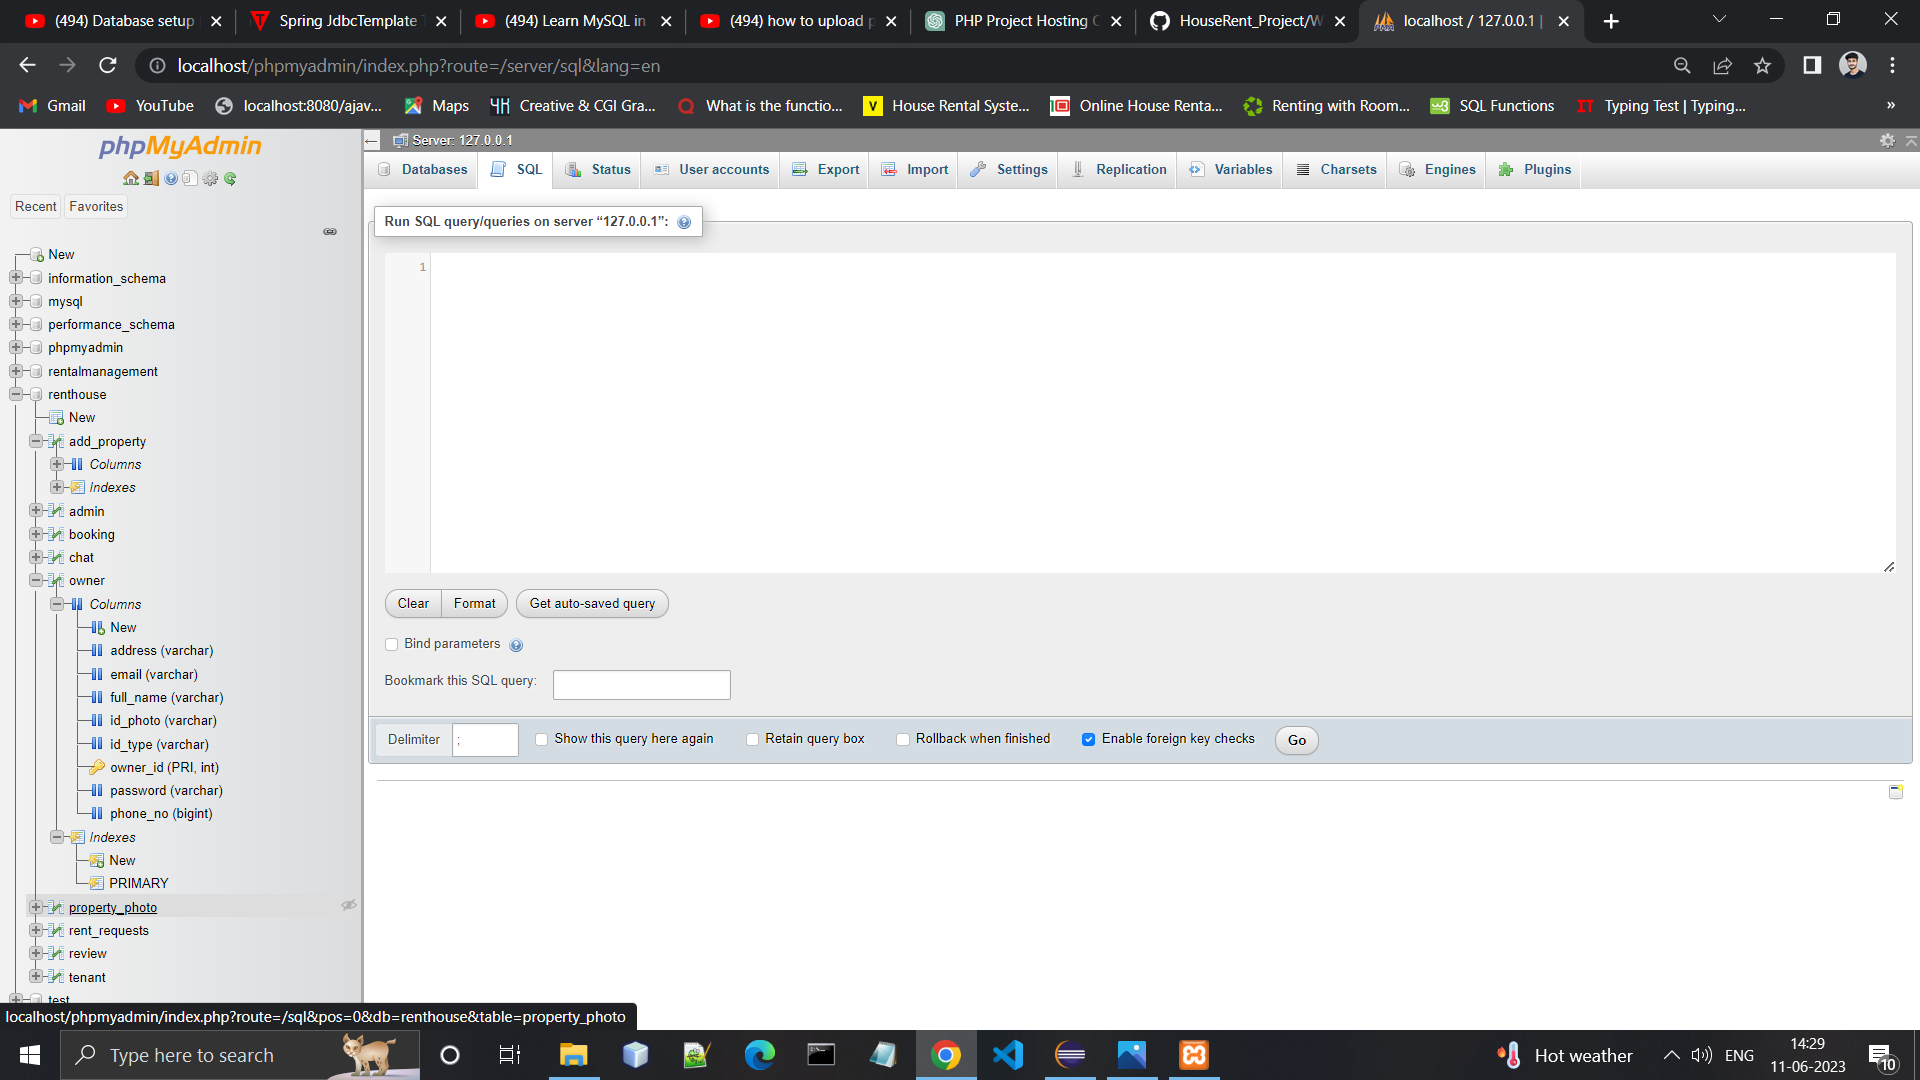 (494) Database setup
Spring JdbcTemplate T
(494) Learn MySQL in
(494) how to upload p
PHP Project Hosting C
HouseRent_Project/W
localhost / 127.0.0.1 |
localhost/phpmyadmin/index.php?route=/server/sql&lang=en
Gmail
YouTube
localhost:8080/ajav...
Maps
Creative & CGI Gra...
What is the functio...
House Rental Syste...
Online House Renta...
Renting with Room...
SQL Functions
Typing Test | Typing...
»
phpMyAdmin
Recent
Favorites
New
information_schema
mysql
performance_schema
phpmyadmin
rentalmanagement
renthouse
New
add_property
Columns
Indexes
admin
booking
chat
owner
Columns
New
address (varchar)
email (varchar)
full_name (varchar)
id_photo (varchar)
id_type (varchar)
owner_id (PRI, int)
password (varchar)
phone_no (bigint)
Indexes
New
PRIMARY
property_photo
rent_requests
review
tenant
test
Server: 127.0.0.1
Databases
SQL
Status
User accounts
Export
Import
Settings
Replication
Variables
Charsets
Engines
Plugins
Run SQL query/queries on server “127.0.0.1”:
1
Clear
Format
Get auto-saved query
Bind parameters
Bookmark this SQL query:
Delimiter
;
Show this query here again
Retain query box
Rollback when finished
Enable foreign key checks
Go
localhost/phpmyadmin/index.php?route=/sql&pos=0&db=renthouse&table=property_photo
Type here to search
Hot weather
ENG
14:29
11-06-2023
10